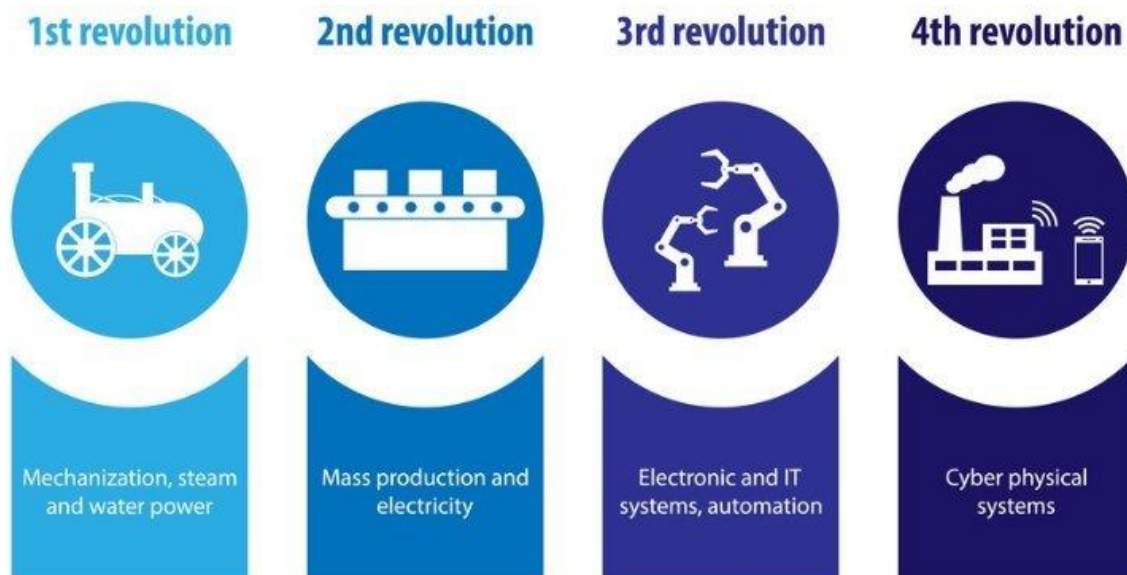 1st revolution
2nd revolution
3rd revolution
4th revolution
Mechanization, steam
and water power
Mass production and
electricity
Electronic and IT
systems, automation
Cyber physical
systems